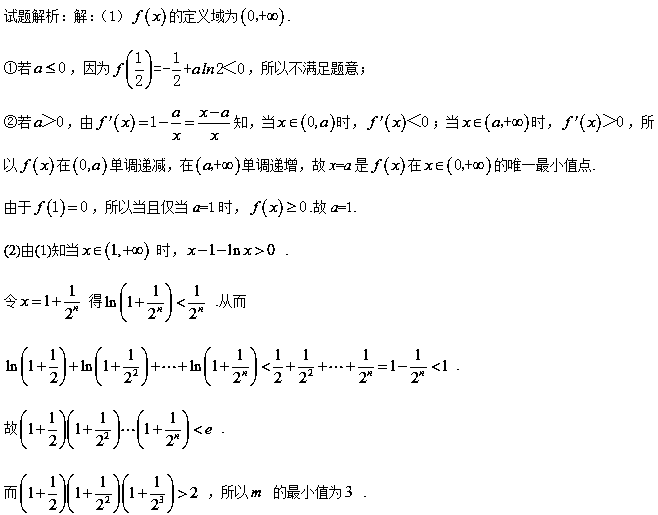 试题解析：解：（1）f(x)的定义域为(0,+∞).
①若a≤0，因为f(1/2)=-1/2+aln2<0，所以不满足题意；
②若a>0，由f′(x)=1-a/x=(x-a)/x知，当x∈(0,a)时，f′(x)<0；当x∈(a,+∞)时，f′(x)>0，所
以f(x)在(0,a)单调递减，在(a,+∞)单调递增，故x=a是f(x)在x∈(0,+∞)的唯一最小值点.
由于f(1)=0，所以当且仅当a=1时，f(x)≥0.故a=1.
(2)由(1)知当x∈(1,+∞) 时，x-1-ln x>0 .
令x=1+1/2ⁿ 得ln(1+1/2ⁿ)<1/2ⁿ .从而
ln(1+1/2)+ln(1+1/2²)+⋯+ln(1+1/2ⁿ)<1/2+1/2²+⋯+1/2ⁿ=1-1/2ⁿ<1 .
故(1+1/2)(1+1/2²)⋯(1+1/2ⁿ)<e .
而(1+1/2)(1+1/2²)(1+1/2³)>2 ，所以m 的最小值为3 .